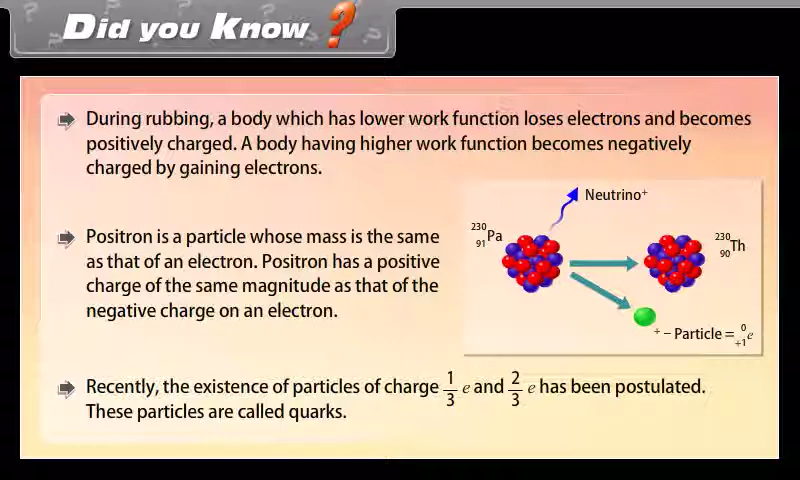 Did you Know ?
During rubbing, a body which has lower work function loses electrons and becomes
positively charged. A body having higher work function becomes negatively
charged by gaining electrons.
Positron is a particle whose mass is the same
as that of an electron. Positron has a positive
charge of the same magnitude as that of the
negative charge on an electron.
Neutrino⁺
²³⁰₉₁Pa
²³⁰₉₀Th
⁺ – Particle = ⁰₊₁e
Recently, the existence of particles of charge 1/3 e and 2/3 e has been postulated.
These particles are called quarks.